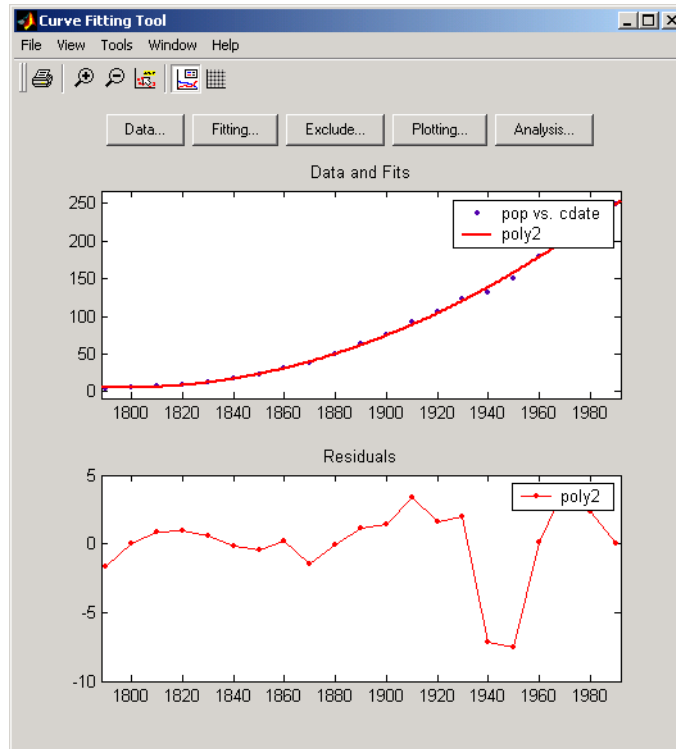 Curve Fitting Tool
File View Tools Window Help
Data... Fitting... Exclude... Plotting... Analysis...
Data and Fits
250
200
150
100
50
0
pop vs. cdate
poly2
1800 1820 1840 1860 1880 1900 1920 1940 1960 1980
Residuals
5
0
-5
-10
poly2
1800 1820 1840 1860 1880 1900 1920 1940 1960 1980